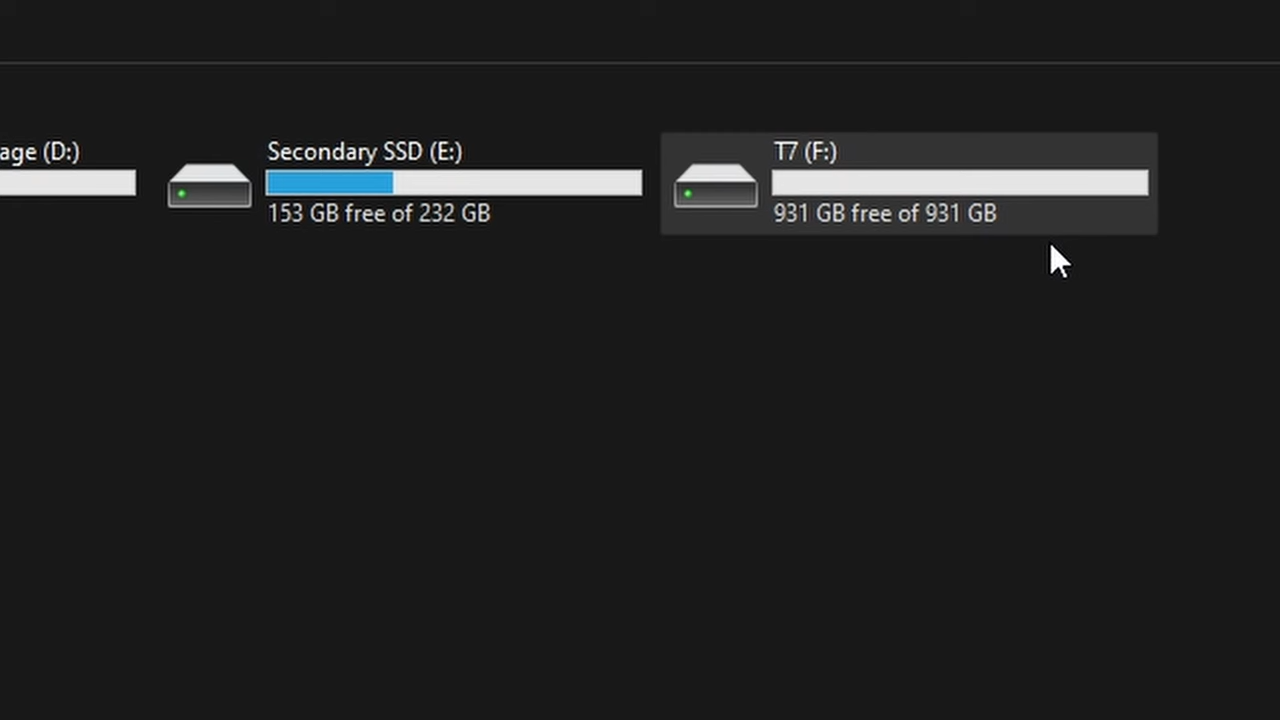 age (D:)
Secondary SSD (E:)
153 GB free of 232 GB
T7 (F:)
931 GB free of 931 GB